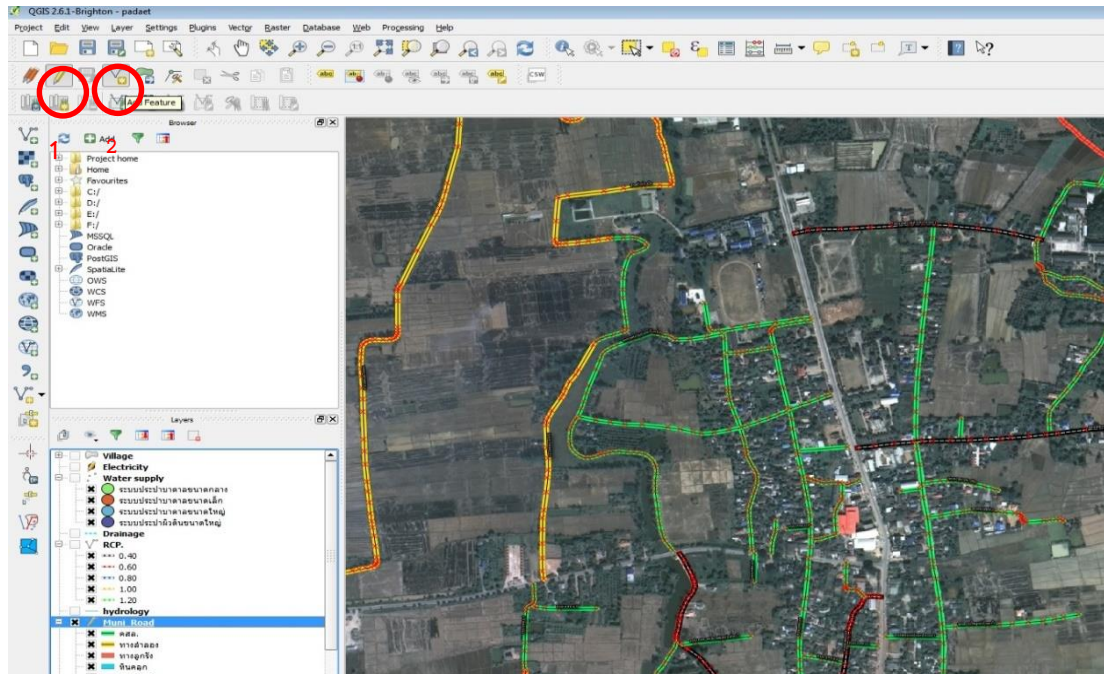 QGIS 2.6.1-Brighton - padaet
Project Edit View Layer Settings Plugins Vector Raster Database Web Processing Help
CSW
Add Feature
Browser
1
Add
2
Project home
Home
Favourites
C:/
D:/
E:/
F:/
MSSQL
Oracle
PostGIS
SpatiaLite
OWS
WCS
WFS
WMS
Layers
Village
Electricity
Water supply
ระบบประปาบาดาลขนาดกลาง
ระบบประปาบาดาลขนาดเล็ก
ระบบประปาบาดาลขนาดใหญ่
ระบบประปาผิวดินขนาดใหญ่
Drainage
RCP.
0.40
0.60
0.80
1.00
1.20
hydrology
Muni_Road
คสล.
ทางลำลอง
ทางลูกรัง
หินคลุก